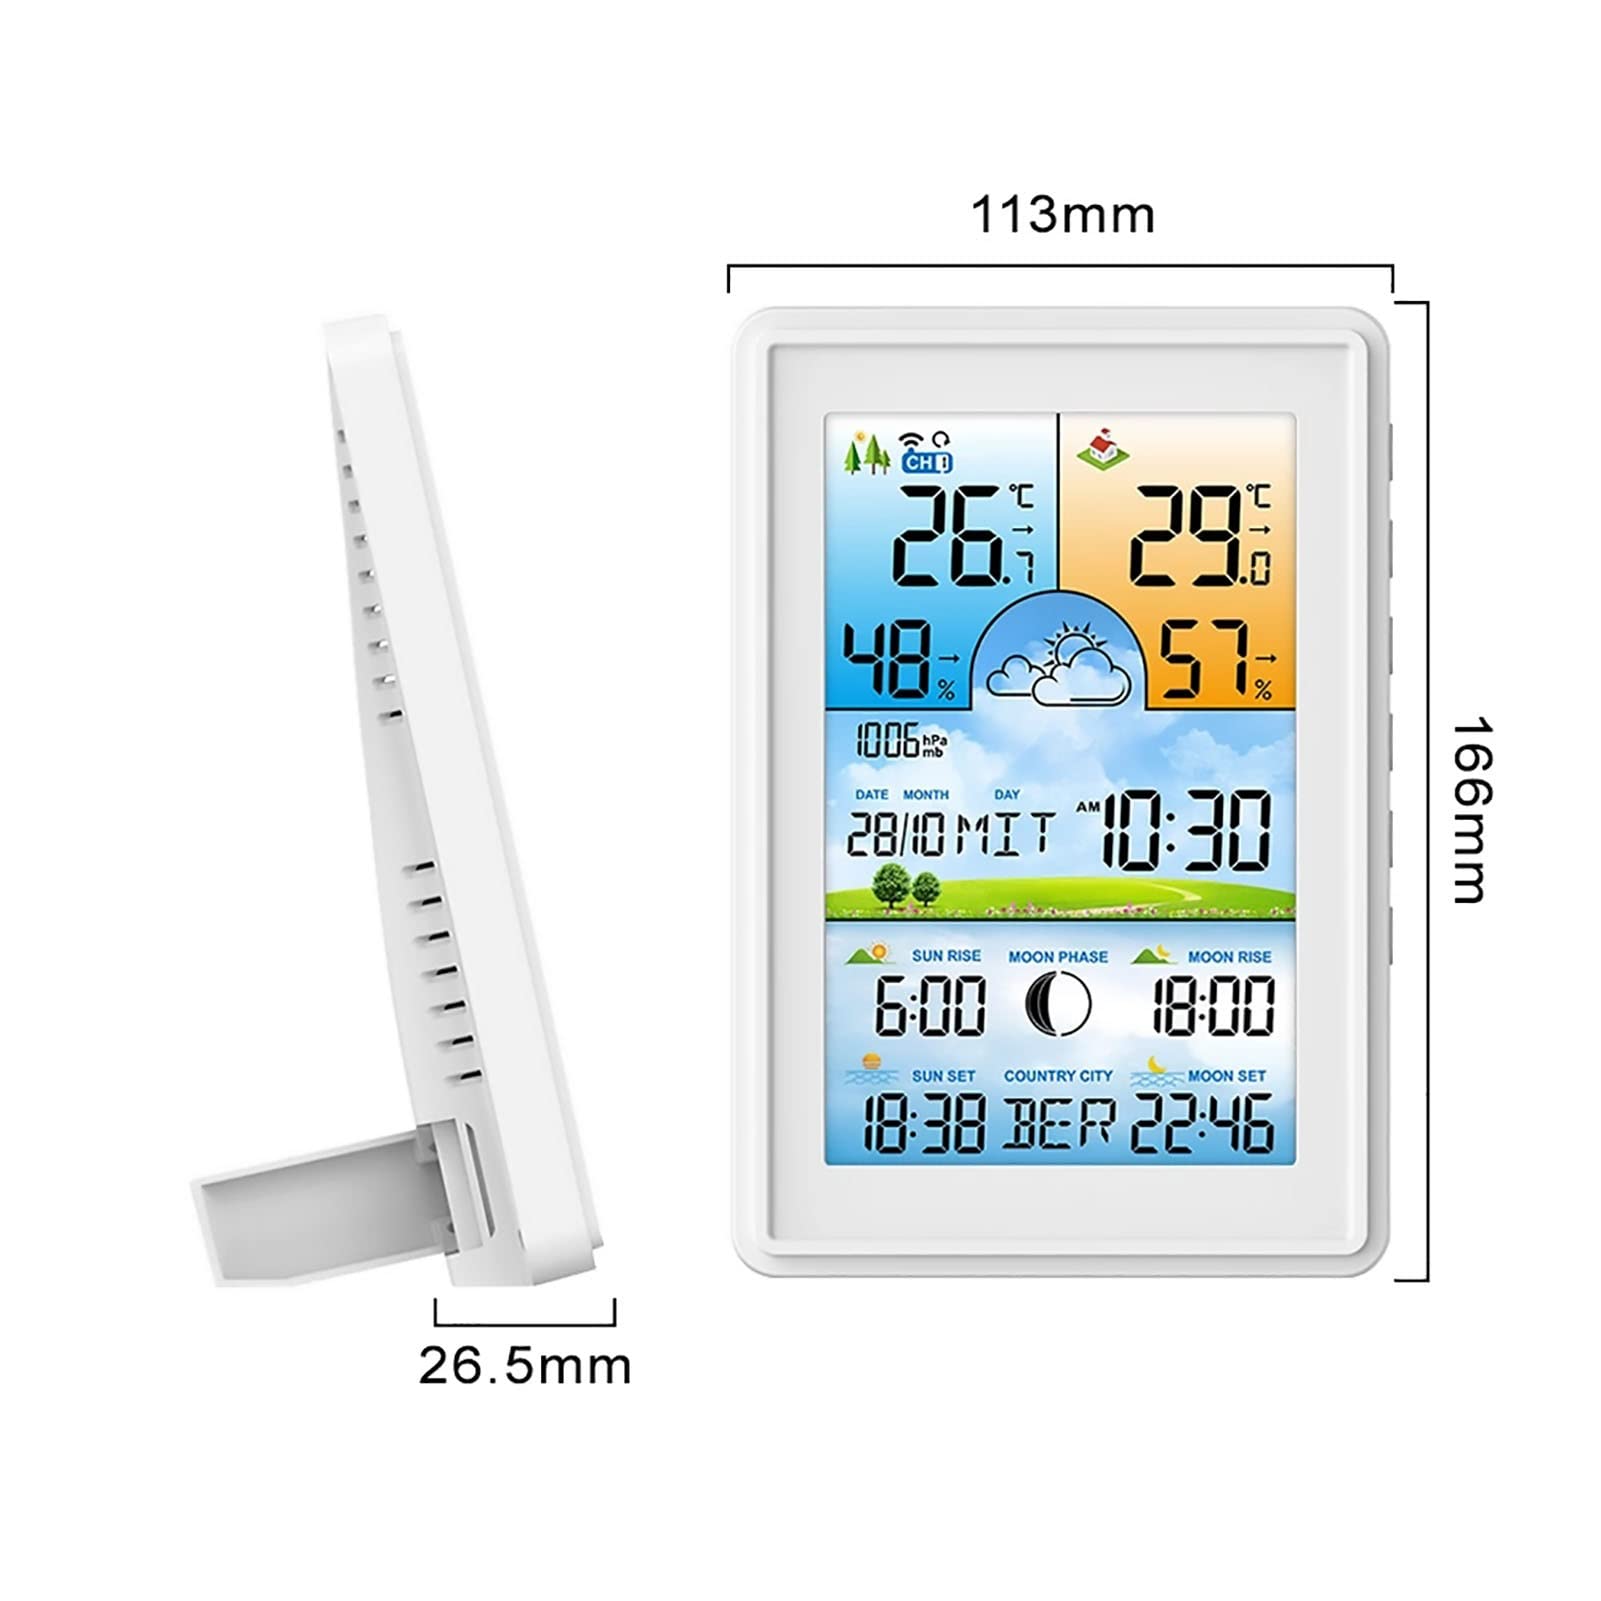 113mm
CH 1
26.7 °C
29.0 °C
48 %
57 %
1006 hPa mb
DATE MONTH DAY
28/10 MIT AM 10:30
SUN RISE MOON PHASE MOON RISE
6:00 18:00
SUN SET COUNTRY CITY MOON SET
18:38 BER 22:46
166mm
26.5mm